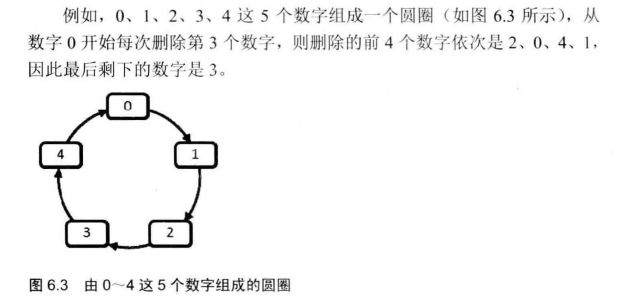 例如，0、1、2、3、4 这 5 个数字组成一个圆圈（如图 6.3 所示），从
数字 0 开始每次删除第 3 个数字，则删除的前 4 个数字依次是 2、0、4、1，
因此最后剩下的数字是 3。
0
4
1
3
2
图 6.3 由 0～4 这 5 个数字组成的圆圈